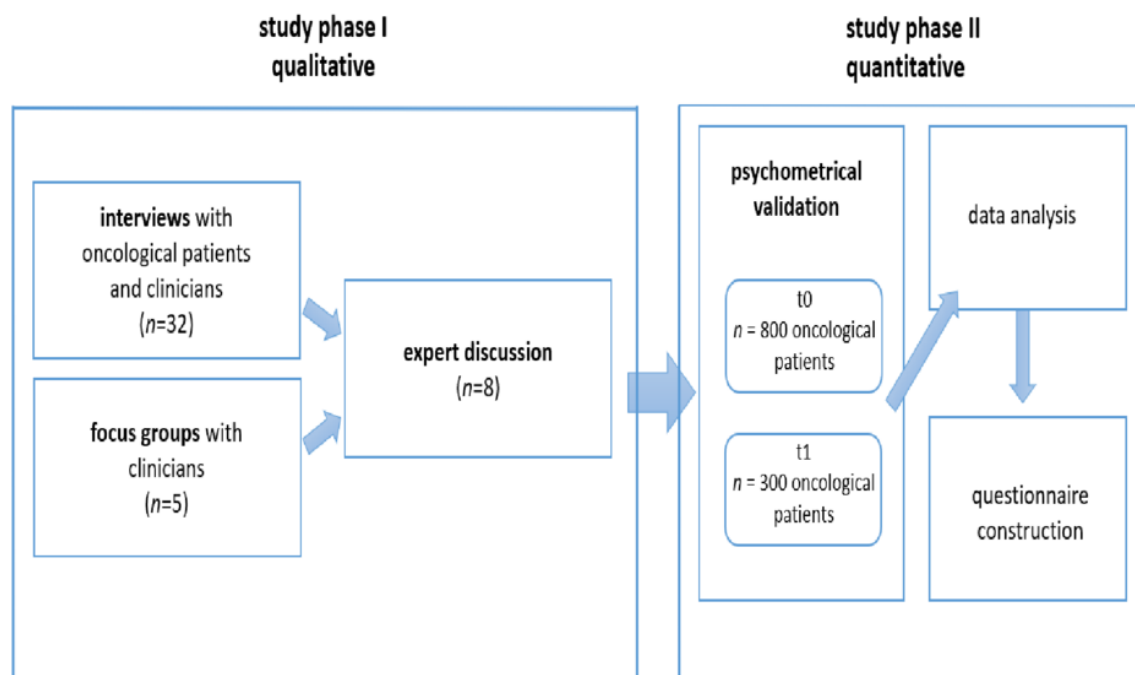 study phase I
qualitative
interviews with
oncological patients
and clinicians
(n=32)
focus groups with
clinicians
(n=5)
expert discussion
(n=8)
study phase II
quantitative
psychometrical
validation
t0
n = 800 oncological
patients
t1
n = 300 oncological
patients
data analysis
questionnaire
construction